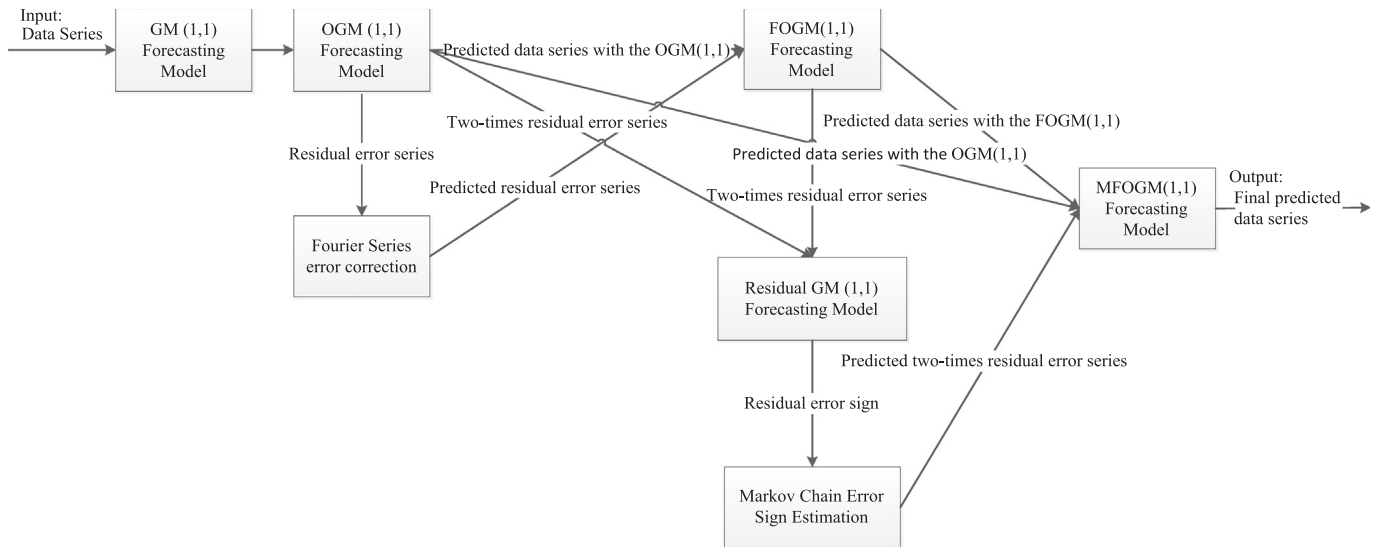 Input:
Data Series
GM (1,1)
Forecasting
Model
OGM (1,1)
Forecasting
Model
Predicted data series with the OGM(1,1)
FOGM(1,1)
Forecasting
Model
Two-times residual error series
Predicted data series with the FOGM(1,1)
Residual error series
Predicted data series with the OGM(1,1)
Predicted residual error series
Two-times residual error series
MFOGM(1,1)
Forecasting
Model
Output:
Final predicted
data series
Fourier Series
error correction
Residual GM (1,1)
Forecasting Model
Predicted two-times residual error series
Residual error sign
Markov Chain Error
Sign Estimation